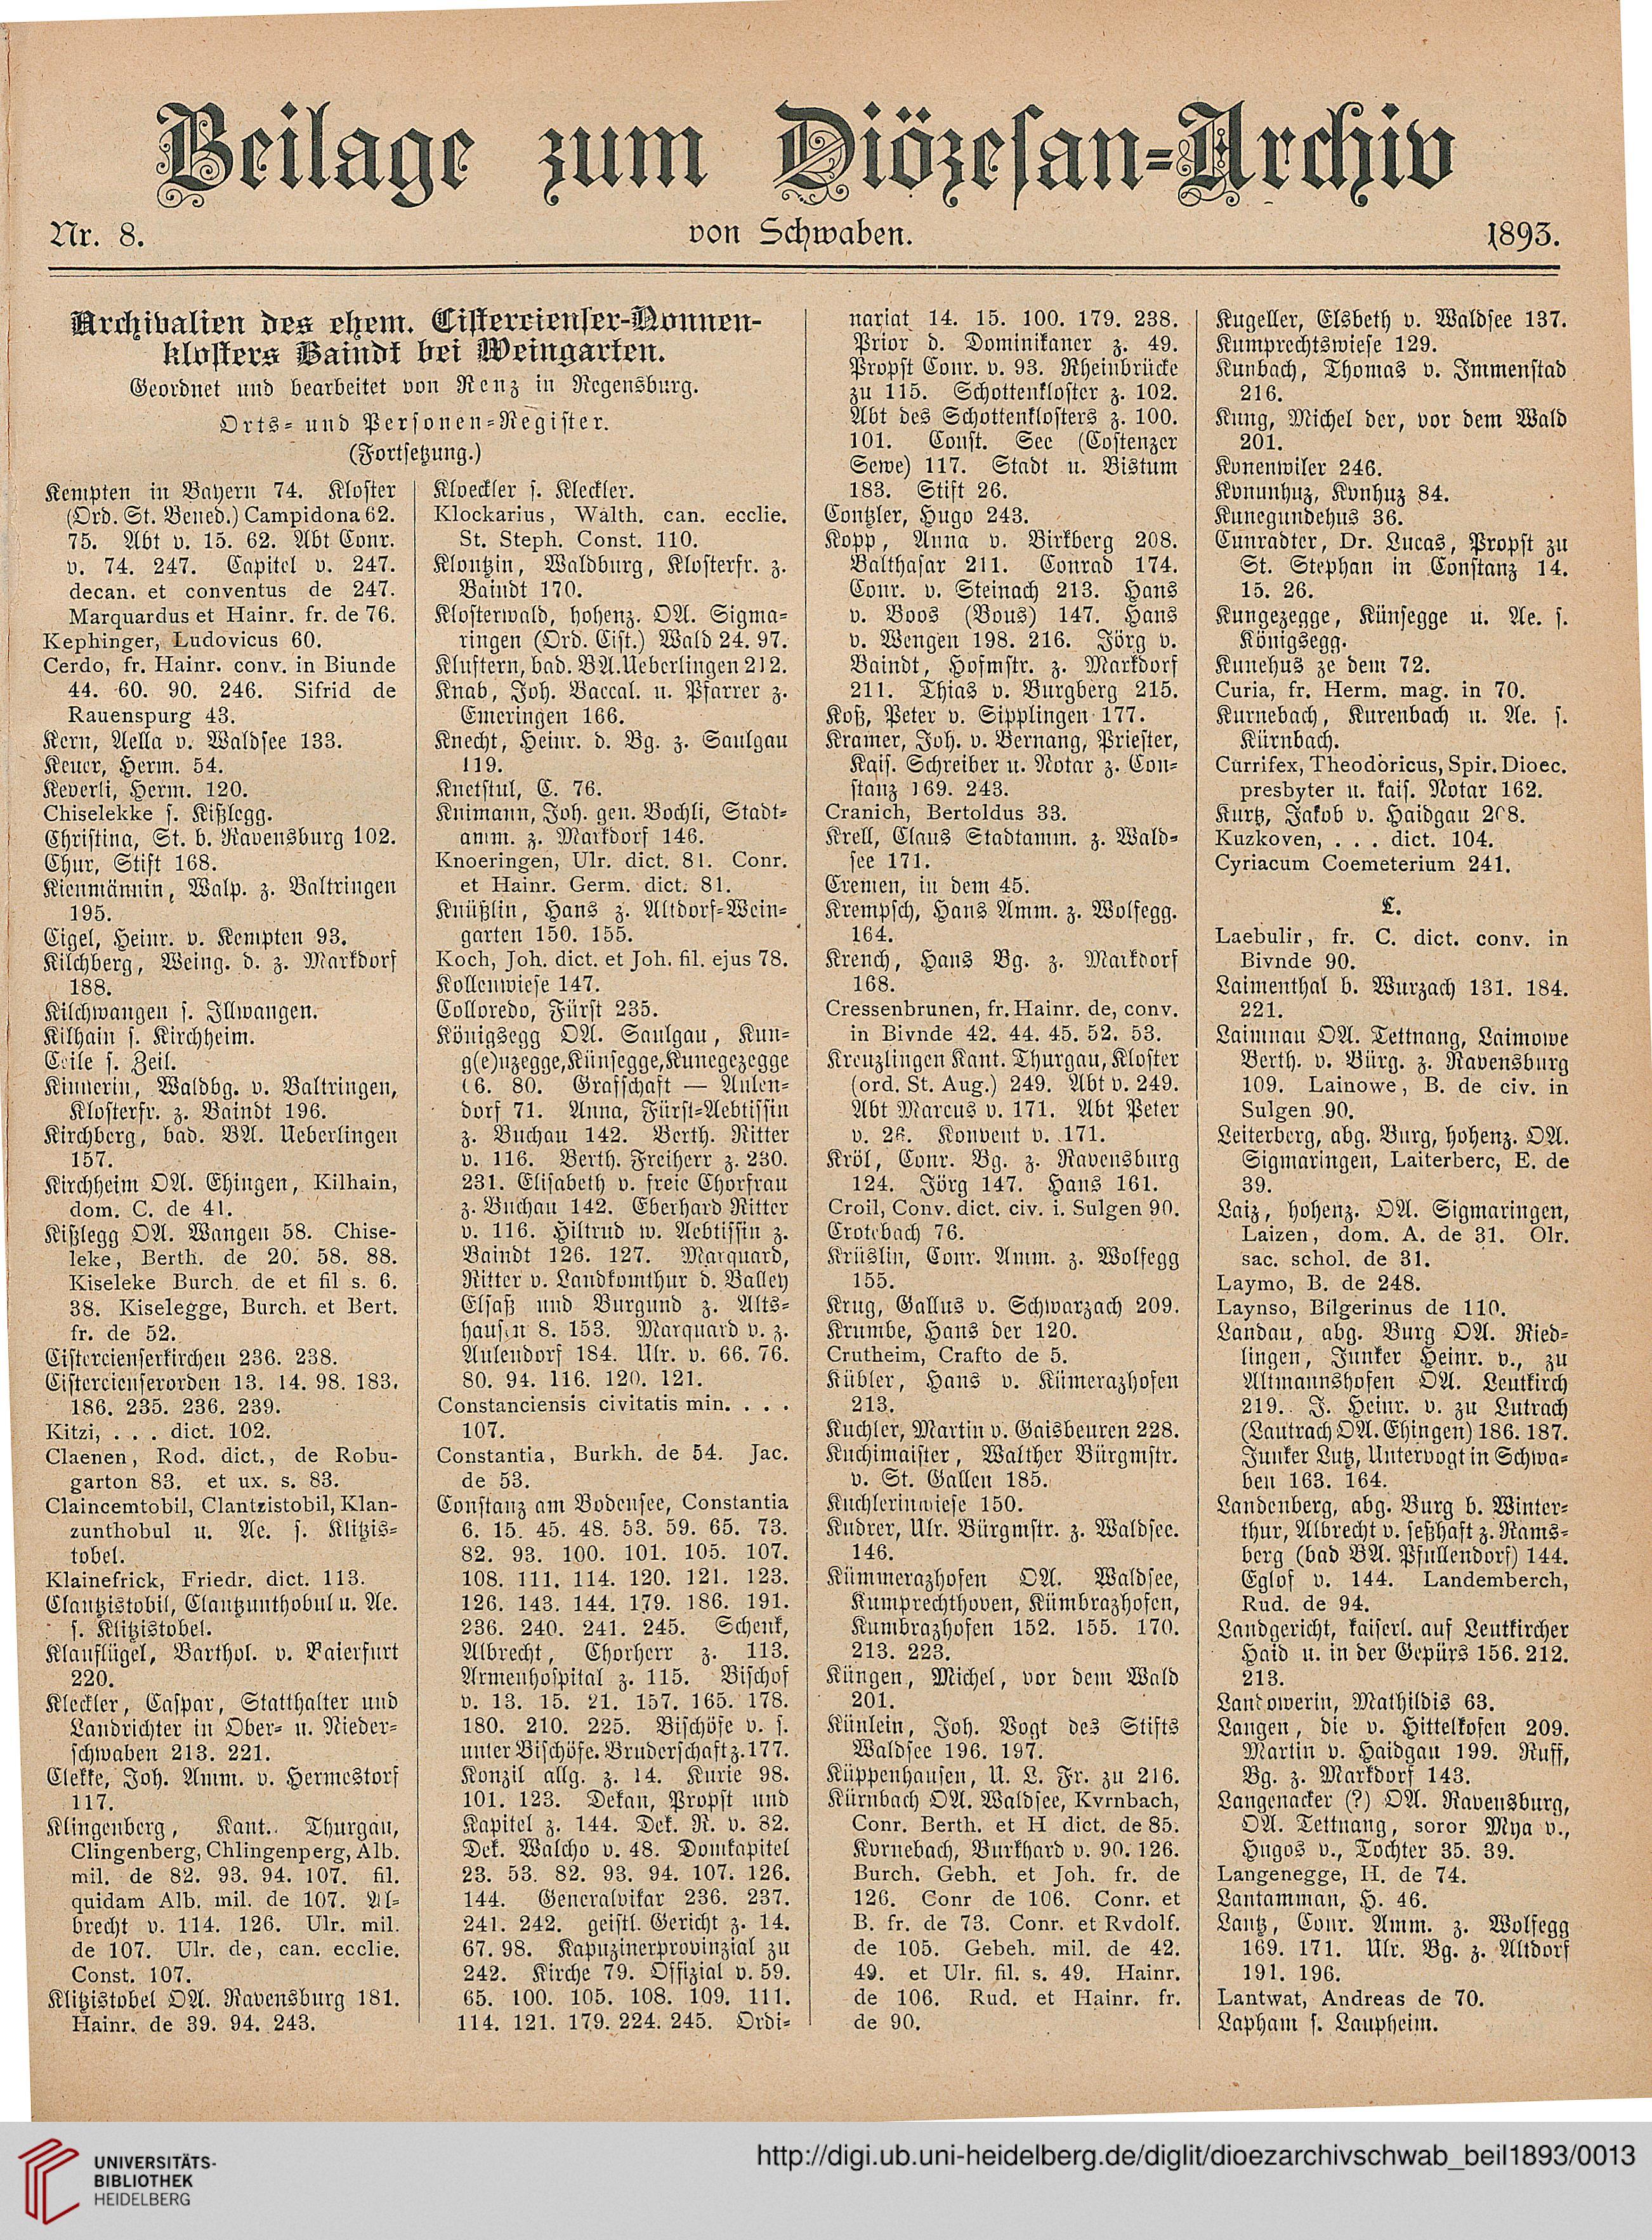 Beilage zum Diözesan-Archiv
Nr. 8.
von Schwaben.
1893.
Archivalien des ehem. Cistercienser-Nonnen-
klosters Baindt bei Weingarten.
Geordnet und bearbeitet von Renz in Regensburg.
Orts- und Personen-Register.
(Fortsetzung.)
Kempten in Bayern 74. Kloster
(Ord. St. Bened.) Campidona 62.
75. Abt v. 15. 62. Abt Conr.
v. 74. 247. Capitel v. 247.
decan. et conventus de 247.
Marquardus et Hainr. fr. de 76.
Kephinger, Ludovicus 60.
Cerdo, fr. Hainr. conv. in Biunde
44. 60. 90. 246. Sifrid de
Rauenspurg 43.
Kern, Aella v. Waldsee 133.
Keuer, Herm. 54.
Keverli, Herm. 120.
Chiselekke s. Kißlegg.
Christina, St. b. Ravensburg 102.
Chur, Stift 168.
Kienmännin, Walp. z. Baltringen
195.
Cigel, Heinr. v. Kempten 93.
Kilchberg, Weing. d. z. Markdorf
188.
Kilchwangen s. Illwangen.
Kilhain s. Kirchheim.
Ceile s. Zeil.
Kinnerin, Waldbg. v. Baltringen,
Klosterfr. z. Baindt 196.
Kirchberg, bad. BA. Ueberlingen
157.
Kirchheim OA. Ehingen, Kilhain,
dom. C. de 41.
Kißlegg OA. Wangen 58. Chise-
leke, Berth. de 20. 58. 88.
Kiseleke Burch. de et fil s. 6.
38. Kiselegge, Burch. et Bert.
fr. de 52.
Cistercienserkirchen 236. 238.
Cistercienserorden 13. 14. 98. 183.
186. 235. 236. 239.
Kitzi, . . . dict. 102.
Claenen, Rod. dict., de Robu-
garton 83. et ux. s. 83.
Claincemtobil, Clantzistobil, Klan-
zunthobul u. Ae. s. Klitzis-
tobel.
Klainefrick, Friedr. dict. 113.
Clantzistobil, Clantzunthobul u. Ae.
s. Klitzistobel.
Klauflügel, Barthol. v. Baierfurt
220.
Kleckler, Caspar, Statthalter und
Landrichter in Ober- u. Nieder-
schwaben 213. 221.
Clekke, Joh. Amm. v. Hermestorf
117.
Klingenberg, Kant. Thurgau,
Clingenberg, Chlingenperg, Alb.
mil. de 82. 93. 94. 107. fil.
quidam Alb. mil. de 107. Al-
brecht v. 114. 126. Ulr. mil.
de 107. Ulr. de, can. ecclie.
Const. 107.
Klitzistobel OA. Ravensburg 181.
Hainr. de 39. 94. 243.
Kloeckler s. Kleckler.
Klockarius, Walth. can. ecclie.
St. Steph. Const. 110.
Klontzin, Waldburg, Klosterfr. z.
Baindt 170.
Klosterwald, hohenz. OA. Sigma-
ringen (Ord. Cist.) Wald 24. 97.
Kluftern, bad. BA. Ueberlingen 212.
Knab, Joh. Baccal. u. Pfarrer z.
Emeringen 166.
Knecht, Heinr. d. Bg. z. Saulgau
119.
Knetstul, C. 76.
Knimann, Joh. gen. Bochli, Stadt-
amm. z. Markdorf 146.
Knoeringen, Ulr. dict. 81. Conr.
et Hainr. Germ. dict. 81.
Knüßlin, Hans z. Altdorf-Wein-
garten 150. 155.
Koch, Joh. dict. et Joh. fil. ejus 78.
Kollenwiese 147.
Colloredo, Fürst 235.
Königsegg OA. Saulgau, Kun-
g(e)uzegge, Künsegge, Kunegezegge
66. 80. Grafschaft — Aulen-
dorf 71. Anna, Fürst-Aebtissin
z. Buchau 142. Berth. Ritter
v. 116. Berth. Freiherr z. 230.
231. Elisabeth v. freie Chorfrau
z. Buchau 142. Eberhard Ritter
v. 116. Hiltrud w. Aebtissin z.
Baindt 126. 127. Marquard,
Ritter v. Landkomthur d. Balley
Elsaß und Burgund z. Alts-
hausen 8. 153. Marquard v. z.
Aulendorf 184. Ulr. v. 66. 76.
80. 94. 116. 120. 121.
Constanciensis civitatis min. . . .
107.
Constantia, Burkh. de 54. Jac.
de 53.
Constanz am Bodensee, Constantia
6. 15. 45. 48. 53. 59. 65. 73.
82. 93. 100. 101. 105. 107.
108. 111. 114. 120. 121. 123.
126. 143. 144. 179. 186. 191.
236. 240. 241. 245. Schenk,
Albrecht, Chorherr z. 113.
Armenhospital z. 115. Bischof
v. 13. 15. 21. 157. 165. 178.
180. 210. 225. Bischöfe v. s.
unter Bischöfe. Bruderschaft z. 177.
Konzil allg. z. 14. Kurie 98.
101. 123. Dekan, Propst und
Kapitel z. 144. Dek. R. v. 82.
Dek. Walcho v. 48. Domkapitel
23. 53. 82. 93. 94. 107. 126.
144. Generalvikar 236. 237.
241. 242. geistl. Gericht z. 14.
67. 98. Kapuzinerprovinzial zu
242. Kirche 79. Offizial v. 59.
65. 100. 105. 108. 109. 111.
114. 121. 179. 224. 245. Ordi-
nariat 14. 15. 100. 179. 238.
Prior d. Dominikaner z. 49.
Propst Conr. v. 93. Rheinbrücke
zu 115. Schottenkloster z. 102.
Abt des Schottenklosters z. 100.
101. Const. See (Costenzer
Sewe) 117. Stadt u. Bistum
183. Stift 26.
Contzler, Hugo 243.
Kopp, Anna v. Birkberg 208.
Balthasar 211. Conrad 174.
Conr. v. Steinach 213. Hans
v. Boos (Bous) 147. Hans
v. Wengen 198. 216. Jörg v.
Baindt, Hofmstr. z. Markdorf
211. Thias v. Burgberg 215.
Koß, Peter v. Sipplingen 177.
Kramer, Joh. v. Bernang, Priester,
Kais. Schreiber u. Notar z. Con-
stanz 169. 243.
Cranich, Bertoldus 33.
Krell, Claus Stadtamm. z. Wald-
see 171.
Cremen, in dem 45.
Krempsch, Hans Amm. z. Wolfegg.
164.
Krench, Hans Bg. z. Markdorf
168.
Cressenbrunen, fr. Hainr. de, conv.
in Bivnde 42. 44. 45. 52. 53.
Kreuzlingen Kant. Thurgau, Kloster
(ord. St. Aug.) 249. Abt v. 249.
Abt Marcus v. 171. Abt Peter
v. 26. Konvent v. 171.
Kröl, Conr. Bg. z. Ravensburg
124. Jörg 147. Hans 161.
Croil, Conv. dict. civ. i. Sulgen 90.
Crotebach 76.
Krüslin, Conr. Amm. z. Wolfegg
155.
Krug, Gallus v. Schwarzach 209.
Krumbe, Hans der 120.
Crutheim, Crafto de 5.
Kübler, Hans v. Kümerazhofen
213.
Kuchler, Martin v. Gaisbeuren 228.
Kuchimaister, Walther Bürgmstr.
v. St. Gallen 185.
Kuchlerinwiese 150.
Kudrer, Ulr. Bürgmstr. z. Waldsee.
146.
Kümmerazhofen OA. Waldsee,
Kumprechthoven, Kümbrazhofen,
Kumbrazhofen 152. 155. 170.
213. 223.
Küngen, Michel, vor dem Wald
201.
Künlein, Joh. Vogt des Stifts
Waldsee 196. 197.
Küppenhausen, U. L. Fr. zu 216.
Kürnbach OA. Waldsee, Kvrnbach,
Conr. Berth. et H dict. de 85.
Kvrnebach, Burkhard v. 90. 126.
Burch. Gebh. et Joh. fr. de
126. Conr de 106. Conr. et
B. fr. de 73. Conr. et Rvdolf.
de 105. Gebeh. mil. de 42.
49. et Ulr. fil. s. 49. Hainr.
de 106. Rud. et Hainr. fr.
de 90.
Kugeller, Elsbeth v. Waldsee 137.
Kumprechtswiese 129.
Kunbach, Thomas v. Immenstad
216.
Kung, Michel der, vor dem Wald
201.
Kvnenwiler 246.
Kvnunhuz, Kvnhuz 84.
Kunegundehus 36.
Cunradter, Dr. Lucas, Propst zu
St. Stephan in Constanz 14.
15. 26.
Kungezegge, Künsegge u. Ae. s.
Königsegg.
Kunehus ze dem 72.
Curia, fr. Herm. mag. in 70.
Kurnebach, Kurenbach u. Ae. s.
Kürnbach.
Currifex, Theodoricus, Spir. Dioec.
presbyter u. kais. Notar 162.
Kurtz, Jakob v. Haidgau 208.
Kuzkoven, . . . dict. 104.
Cyriacum Coemeterium 241.
L.
Laebulir, fr. C. dict. conv. in
Bivnde 90.
Laimenthal b. Wurzach 131. 184.
221.
Laimnau OA. Tettnang, Laimowe
Berth. v. Bürg. z. Ravensburg
109. Lainowe, B. de civ. in
Sulgen 90.
Leiterberg, abg. Burg, hohenz. OA.
Sigmaringen, Laiterberc, E. de
39.
Laiz, hohenz. OA. Sigmaringen,
Laizen, dom. A. de 31. Olr.
sac. schol. de 31.
Laymo, B. de 248.
Laynso, Bilgerinus de 110.
Landau, abg. Burg OA. Ried-
lingen, Junker Heinr. v., zu
Altmannshofen OA. Leutkirch
219. J. Heinr. v. zu Lutrach
(Lautrach OA. Ehingen) 186. 187.
Junker Lutz, Untervogt in Schwa-
ben 163. 164.
Landenberg, abg. Burg b. Winter-
thur, Albrecht v. seßhaft z. Rams-
berg (bad BA. Pfullendorf) 144.
Eglof v. 144. Landemberch,
Rud. de 94.
Landgericht, kaiserl. auf Leutkircher
Haid u. in der Gepürs 156. 212.
213.
Landowerin, Mathildis 63.
Langen, die v. Hittelkofen 209.
Martin v. Haidgau 199. Ruff,
Bg. z. Markdorf 143.
Langenacker (?) OA. Ravensburg,
OA. Tettnang, soror Mya v.,
Hugos v., Tochter 35. 39.
Langenegge, H. de 74.
Lantamman, H. 46.
Lantz, Conr. Amm. z. Wolfegg
169. 171. Ulr. Bg. z. Altdorf
191. 196.
Lantwat, Andreas de 70.
Lapham s. Laupheim.
UNIVERSITÄTS-
BIBLIOTHEK
HEIDELBERG
http://digi.ub.uni-heidelberg.de/diglit/dioezarchivschwab_beil1893/0013